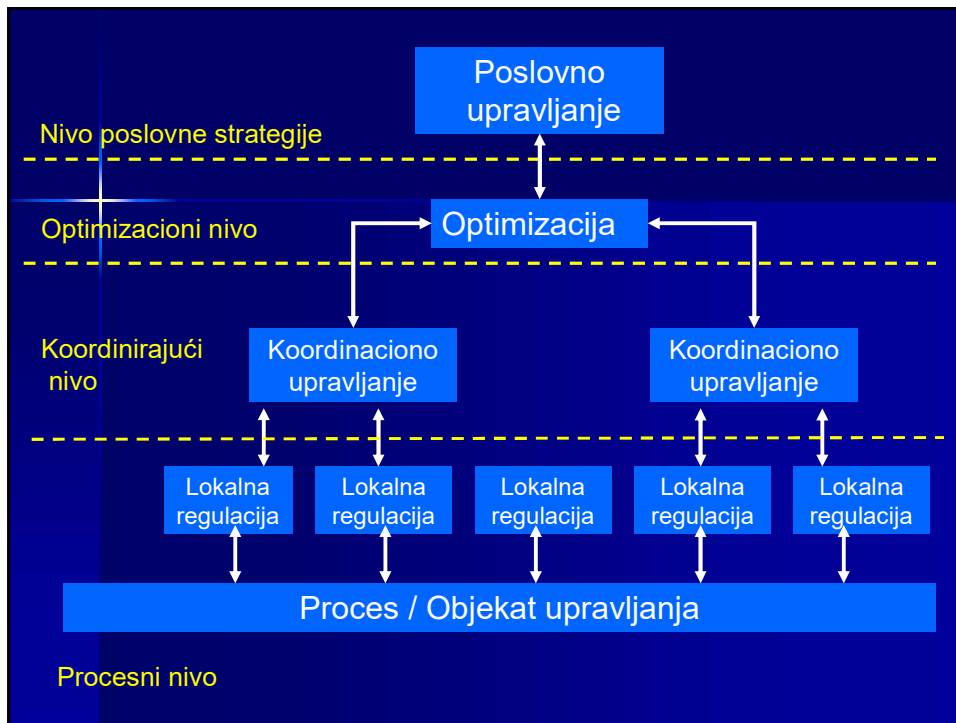 Poslovno
upravljanje
Nivo poslovne strategije
Optimizacioni nivo
Optimizacija
Koordinirajući
nivo
Koordinaciono
upravljanje
Koordinaciono
upravljanje
Lokalna
regulacija
Lokalna
regulacija
Lokalna
regulacija
Lokalna
regulacija
Lokalna
regulacija
Proces / Objekat upravljanja
Procesni nivo